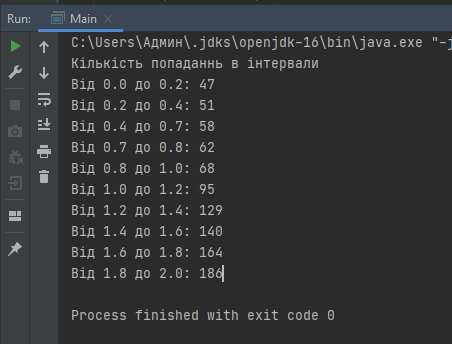 Run: Main
C:\Users\Админ\.jdks\openjdk-16\bin\java.exe "-j
Кількість попаданнь в інтервали
Від 0.0 до 0.2: 47
Від 0.2 до 0.4: 51
Від 0.4 до 0.7: 58
Від 0.7 до 0.8: 62
Від 0.8 до 1.0: 68
Від 1.0 до 1.2: 95
Від 1.2 до 1.4: 129
Від 1.4 до 1.6: 140
Від 1.6 до 1.8: 164
Від 1.8 до 2.0: 186
Process finished with exit code 0